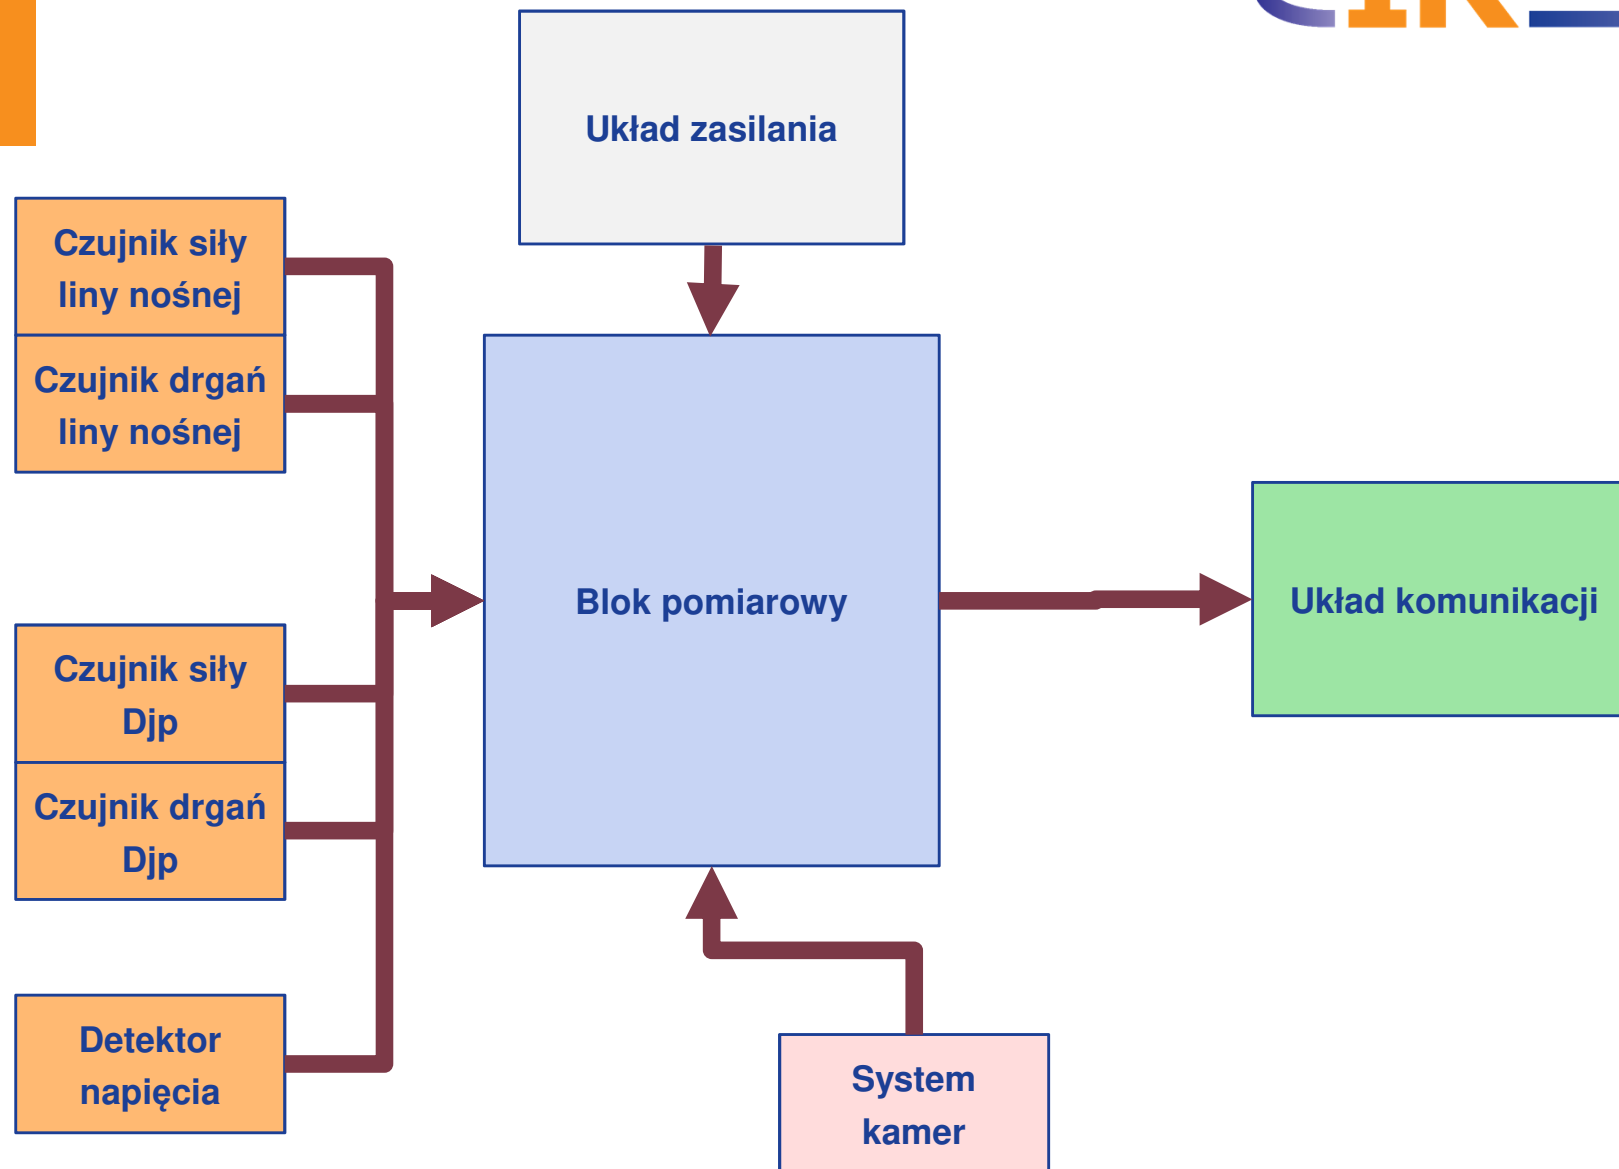 Układ zasilania
Czujnik siły
liny nośnej
Czujnik drgań
liny nośnej
Blok pomiarowy
Układ komunikacji
Czujnik siły
Djp
Czujnik drgań
Djp
Detektor
napięcia
System
kamer